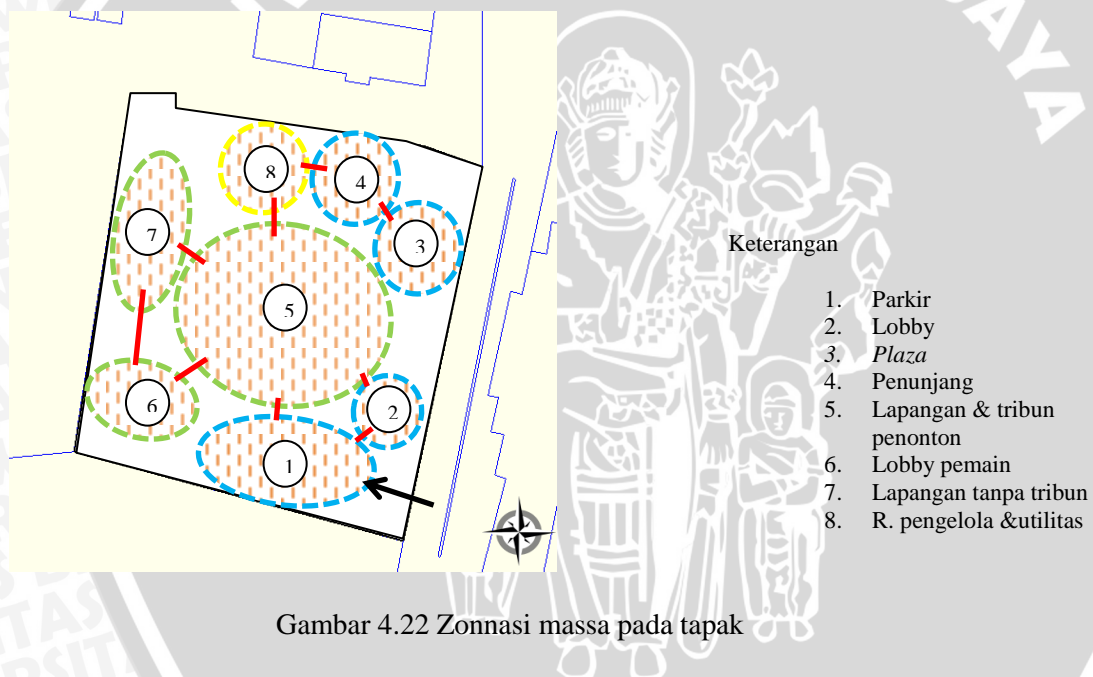 AYA
8
4
7
3
5
2
6
1
Keterangan
1. Parkir
2. Lobby
3. Plaza
4. Penunjang
5. Lapangan & tribun
penonton
6. Lobby pemain
7. Lapangan tanpa tribun
8. R. pengelola &utilitas
Gambar 4.22 Zonnasi massa pada tapak